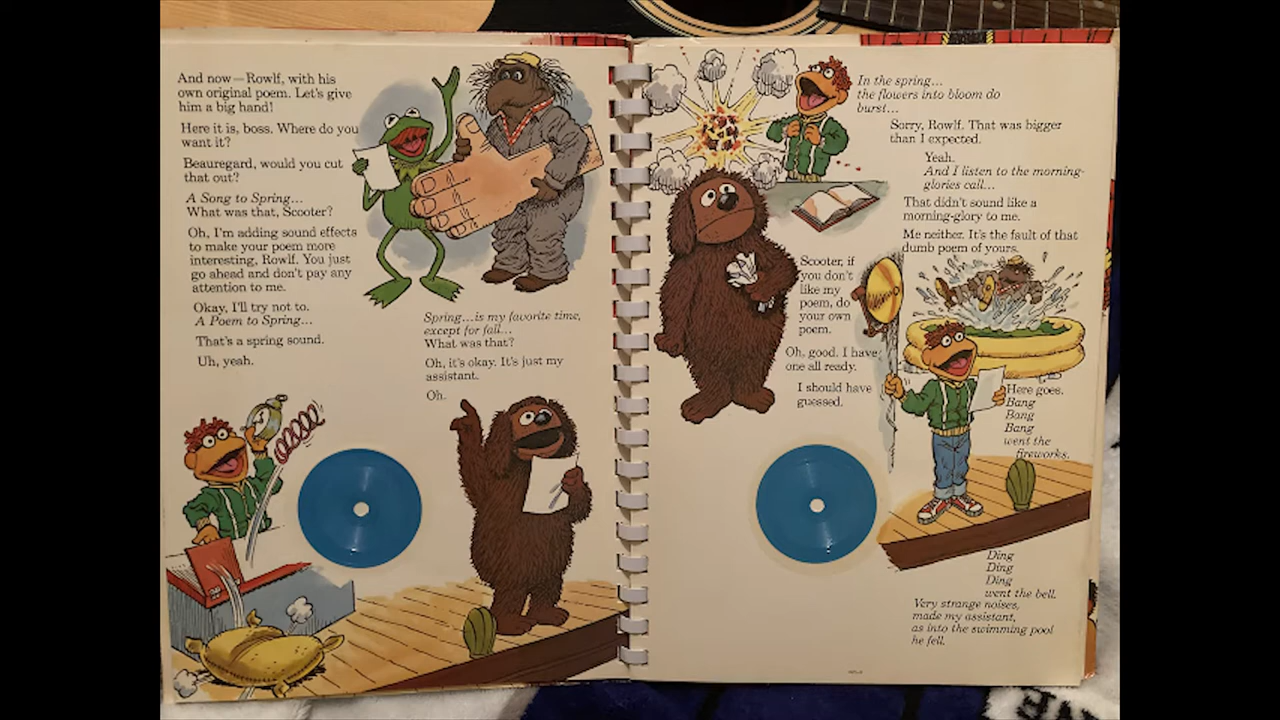 And now—Rowlf, with his
own original poem. Let's give
him a big hand!
Here it is, boss. Where do you
want it?
Beauregard, would you cut
that out?
A Song to Spring...
What was that, Scooter?
Oh, I'm adding sound effects
to make your poem more
interesting, Rowlf. You just
go ahead and don't pay any
attention to me.
Okay, I'll try not to.
A Poem to Spring...
That's a spring sound.
Uh, yeah.
Spring...is my favorite time,
except for fall...
What was that?
Oh, it's okay. It's just my
assistant.
Oh.
In the spring...
the flowers into bloom do
burst...
Sorry, Rowlf. That was bigger
than I expected.
Yeah.
And I listen to the morning-
glories call...
That didn't sound like a
morning-glory to me.
Me neither. It's the fault of that
dumb poem of yours.
Scooter, if
you don't
like my
poem, do
your own
poem.
Oh, good. I have
one all ready.
I should have
guessed.
Here goes.
Bang
Bang
Bang
went the
fireworks.
Ding
Ding
Ding
went the bell.
Very strange noises,
made my assistant,
as into the swimming pool
he fell.